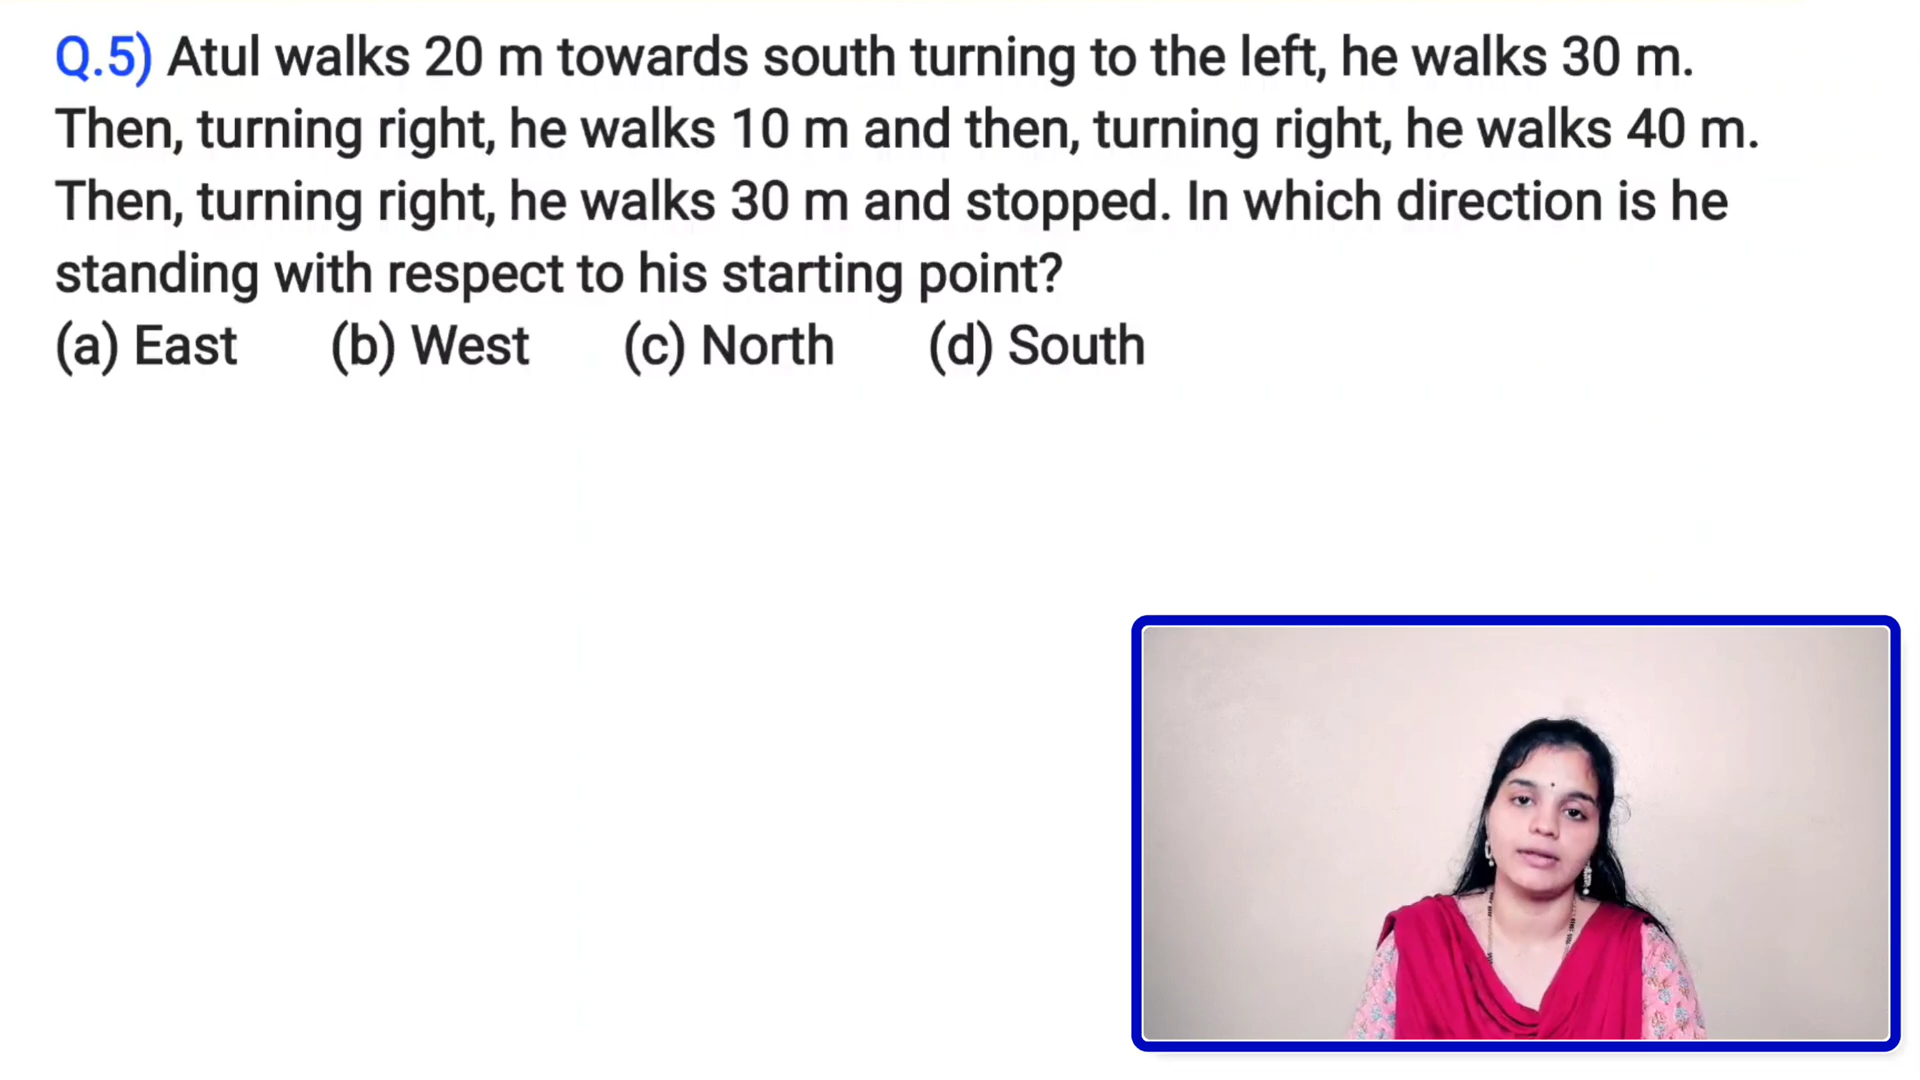 Q.5) Atul walks 20 m towards south turning to the left, he walks 30 m.
Then, turning right, he walks 10 m and then, turning right, he walks 40 m.
Then, turning right, he walks 30 m and stopped. In which direction is he
standing with respect to his starting point?
(a) East (b) West (c) North (d) South